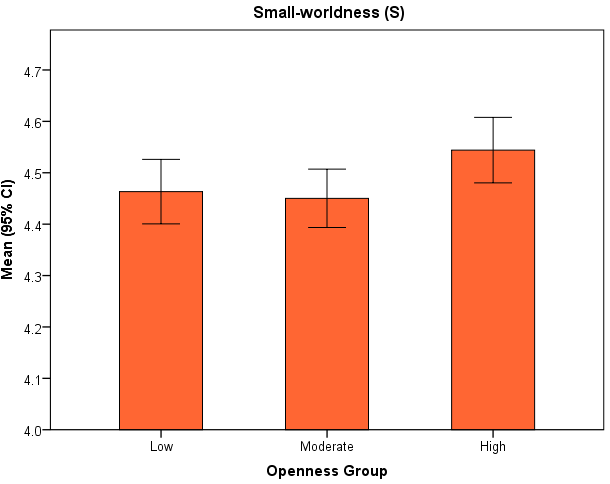 Small-worldness (S)
Mean (95% CI)
4.7
4.6
4.5
4.4
4.3
4.2
4.1
4.0
Low
Moderate
High
Openness Group